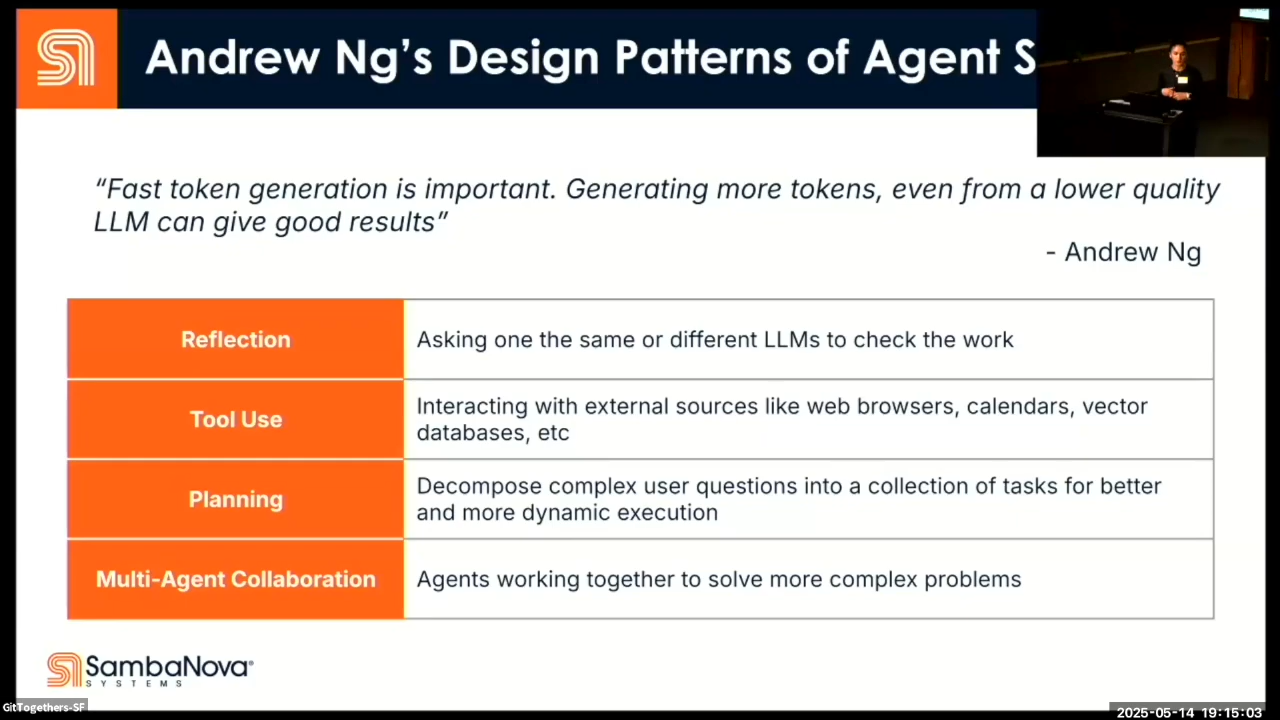 Andrew Ng's Design Patterns of Agent S
“Fast token generation is important. Generating more tokens, even from a lower quality
LLM can give good results”
- Andrew Ng
Reflection
Asking one the same or different LLMs to check the work
Tool Use
Interacting with external sources like web browsers, calendars, vector
databases, etc
Planning
Decompose complex user questions into a collection of tasks for better
and more dynamic execution
Multi-Agent Collaboration
Agents working together to solve more complex problems
SambaNova
SYSTEMS
GitTogethers-SF
2025-05-14 19:15:03